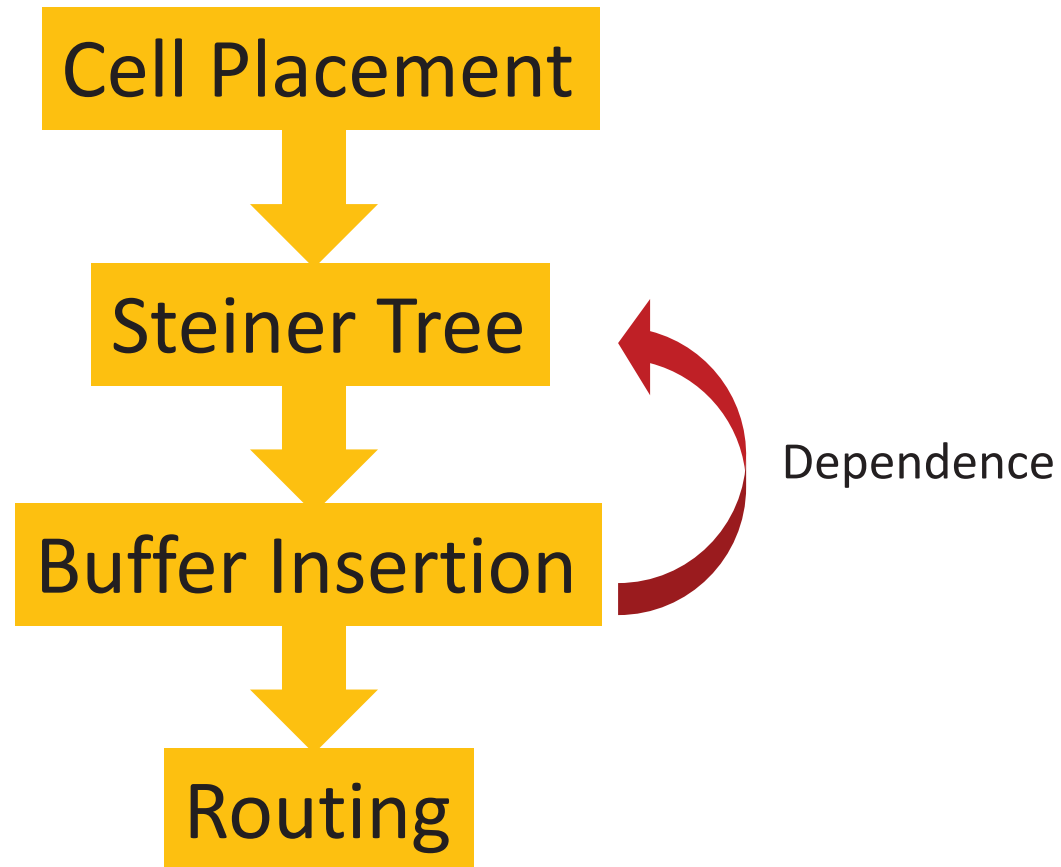 Cell Placement
Steiner Tree
Dependence
Buffer Insertion
Routing